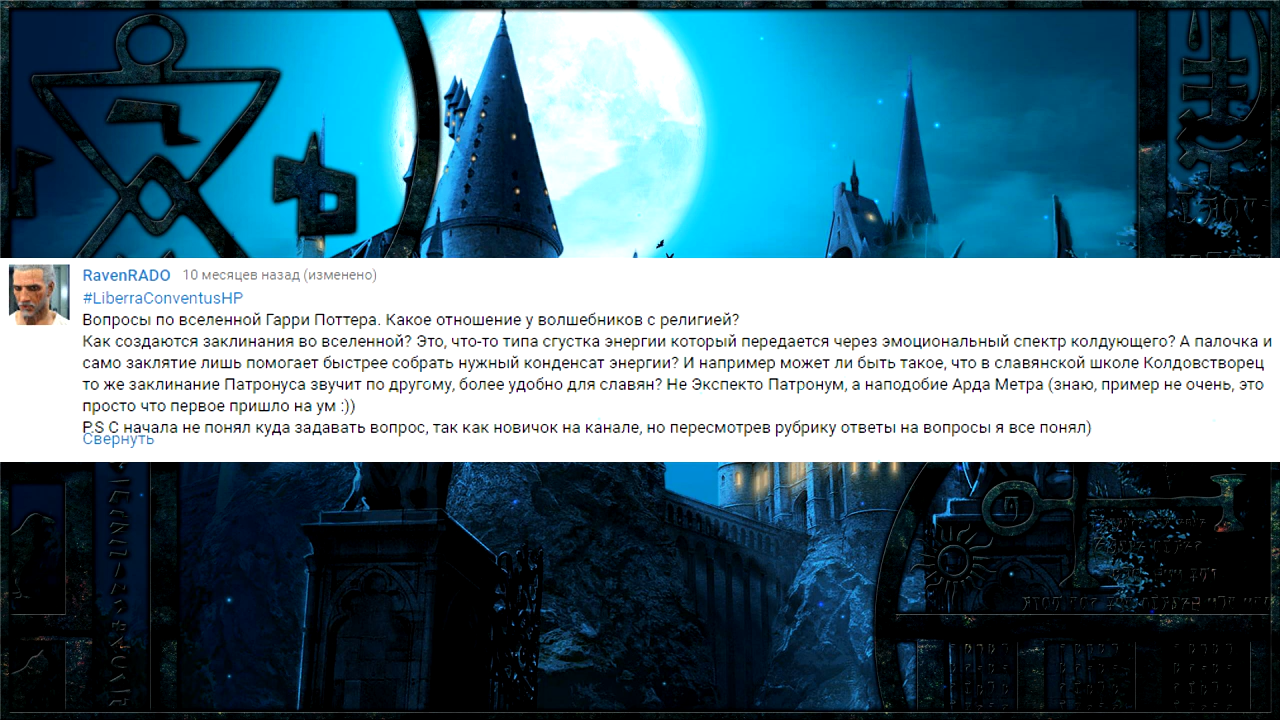 RavenRADO 10 месяцев назад (изменено)
#LiberraConventusHP
Вопросы по вселенной Гарри Поттера. Какое отношение у волшебников с религией?
Как создаются заклинания во вселенной? Это, что-то типа сгустка энергии который передается через эмоциональный спектр колдующего? А палочка и
само заклятие лишь помогает быстрее собрать нужный конденсат энергии? И например может ли быть такое, что в славянской школе Колдовстворец
то же заклинание Патронуса звучит по другому, более удобно для славян? Не Экспекто Патронум, а наподобие Арда Метра (знаю, пример не очень, это
просто что первое пришло на ум :))
P.S С начала не понял куда задавать вопрос, так как новичок на канале, но пересмотрев рубрику ответы на вопросы я все понял)
Свернуть